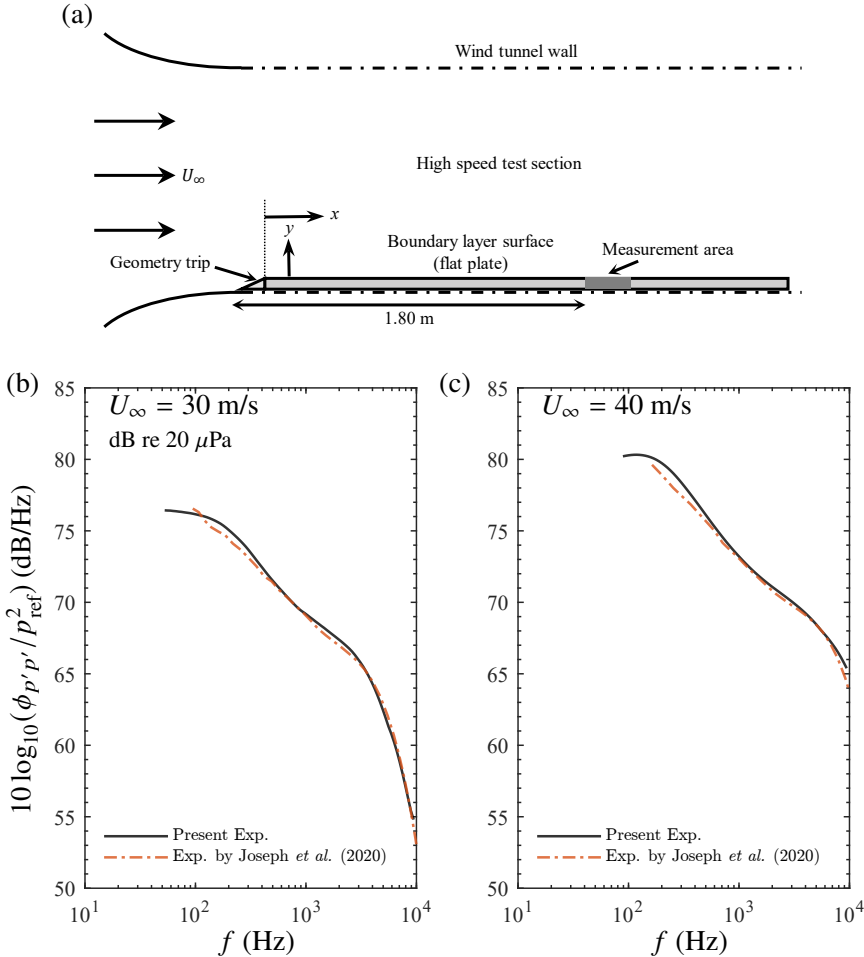 (a)
Wind tunnel wall
High speed test section
U∞
x
y
Geometry trip
Boundary layer surface
(flat plate)
Measurement area
1.80 m
(b)
(c)
10 log₁₀(ϕp′p′/p²ref) (dB/Hz)
85
80
75
70
65
60
55
50
U∞ = 30 m/s
dB re 20 μPa
Present Exp.
Exp. by Joseph et al. (2020)
10¹
10²
10³
10⁴
f (Hz)
85
80
75
70
65
60
55
50
U∞ = 40 m/s
Present Exp.
Exp. by Joseph et al. (2020)
10¹
10²
10³
10⁴
f (Hz)